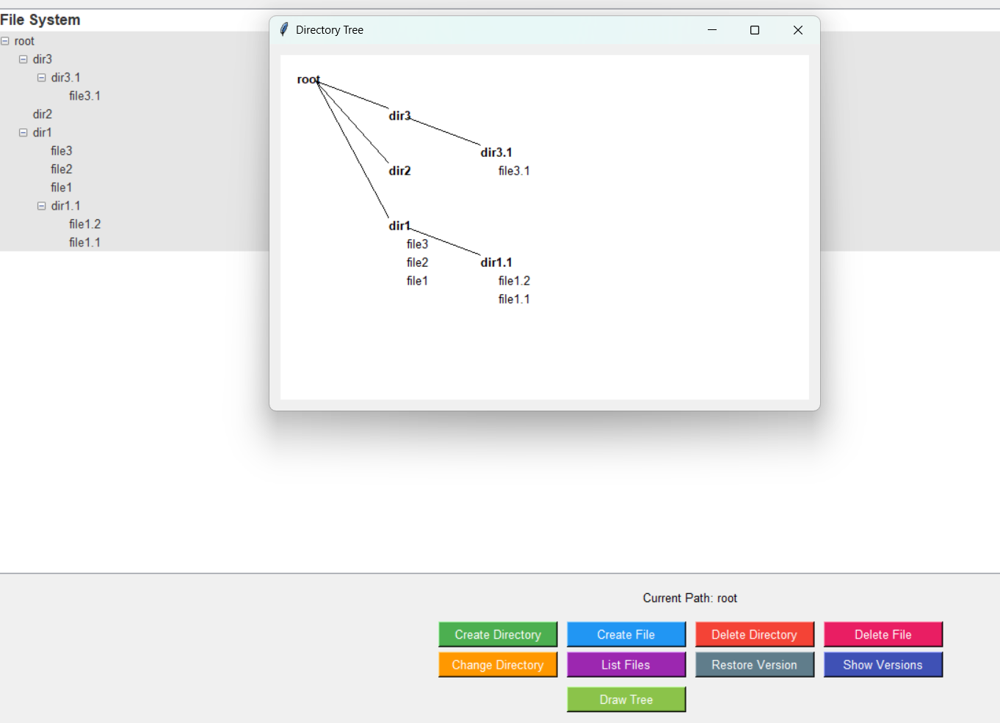 File System
root
dir3
dir3.1
file3.1
dir2
dir1
file3
file2
file1
dir1.1
file1.2
file1.1
Directory Tree
root
dir3
dir3.1
dir2
file3.1
dir1
file3
dir1.1
file2
file1
file1.2
file1.1
Current Path: root
Create Directory
Create File
Delete Directory
Delete File
Change Directory
List Files
Restore Version
Show Versions
Draw Tree